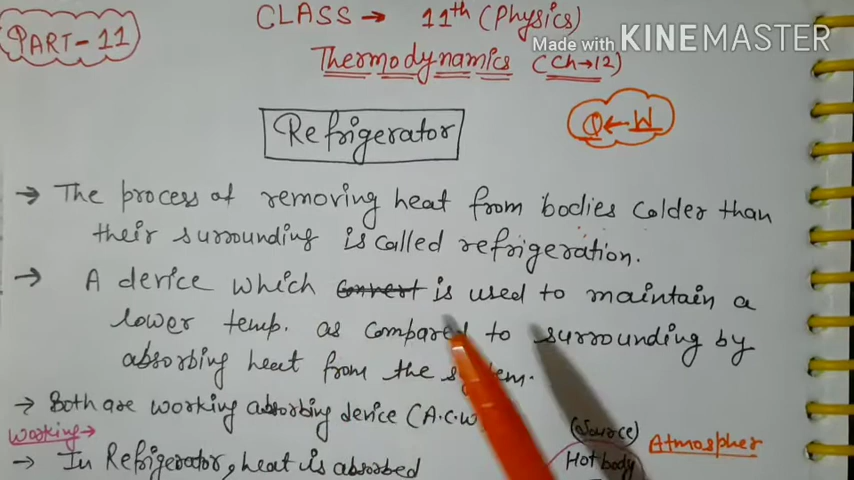 PART-11
CLASS → 11th (Physics)
Made with KINEMASTER
Thermodynamics (Ch→12)
Refrigerator
Q ← W
→ The process of removing heat from bodies colder than
their surrounding is called refrigeration.
→ A device which convert is used to maintain a
lower temp. as compared to surrounding by
absorbing heat from the system.
→ Both are working absorbing device (A.C.W
Working →
(Source)
Atmospher
→ In Refrigerator, heat is absorbed
Hot body